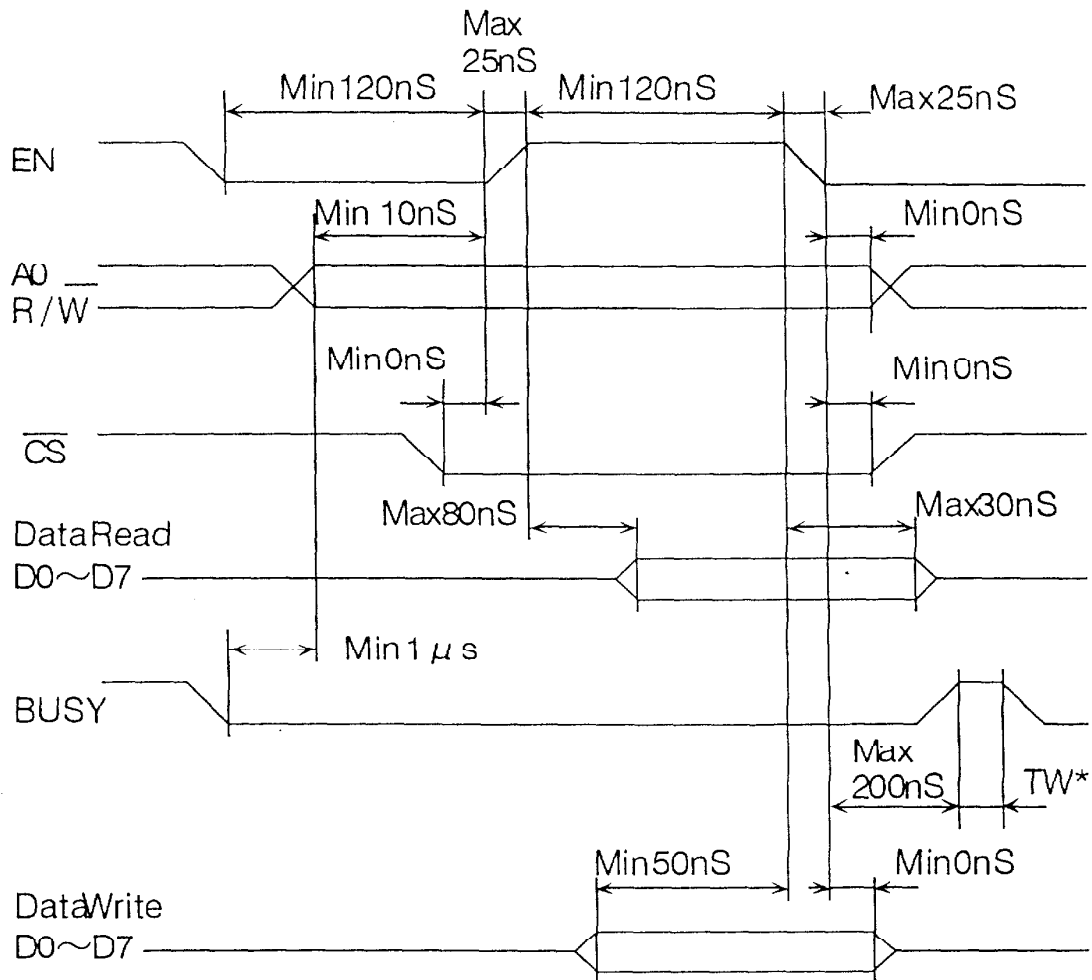 Max
25nS
Min120nS
Min120nS
Max25nS
EN
Min 10nS
Min0nS
A0
R/W
Min0nS
Min0nS
CS
Max80nS
Max30nS
DataRead
D0~D7
Min1μs
BUSY
Max
200nS
TW*
Min50nS
Min0nS
DataWrite
D0~D7